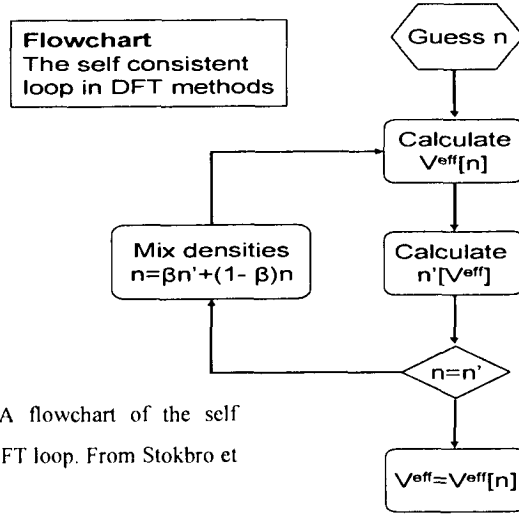 Flowchart
The self consistent
loop in DFT methods
Guess n
Calculate
Vᵉᶠᶠ[n]
Mix densities
n=βn'+(1- β)n
Calculate
n'[Vᵉᶠᶠ]
n=n'
A flowchart of the self
FT loop. From Stokbro et
Vᵉᶠᶠ=Vᵉᶠᶠ[n]